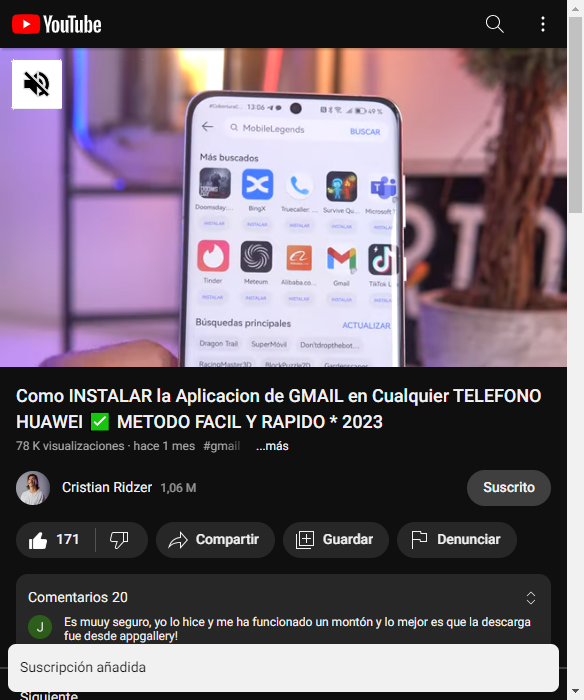 YouTube
13:06
49 %
MobileLegends
BUSCAR
Más buscados
Doomsday:...
BingX
Truecaller: ...
Survive Qu...
Microsoft T
INSTALAR INSTALAR INSTALAR INSTALAR INSTALAR
Tinder
Meteum
Alibaba.co...
Gmail
TikTok L
INSTALAR INSTALAR INSTALAR INSTALAR INSTALAR
Búsquedas principales
ACTUALIZAR
Dragon Trail
SuperMóvil
Don'tdropthebot...
RacingMaster3D
BlockPuzzle2D
Gardenscapes
Como INSTALAR la Aplicacion de GMAIL en Cualquier TELEFONO
HUAWEI ✅ METODO FACIL Y RAPIDO * 2023
78 K visualizaciones · hace 1 mes #gmail ...más
Cristian Ridzer 1,06 M
Suscrito
171
Compartir
Guardar
Denunciar
Comentarios 20
J
Es muuy seguro, yo lo hice y me ha funcionado un montón y lo mejor es que la descarga
fue desde appgallery!
Suscripción añadida
Siguiente